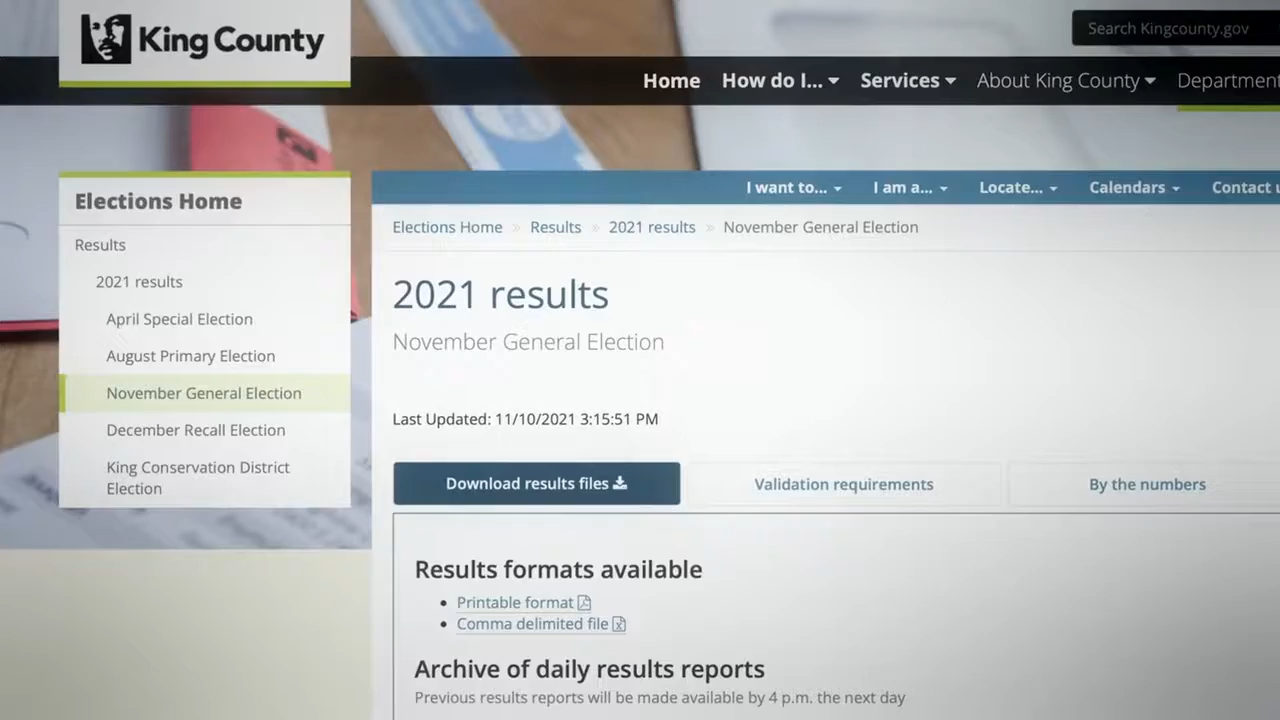 King County
Search Kingcounty.gov
Home How do I... Services About King County Department
Elections Home
Results
2021 results
April Special Election
August Primary Election
November General Election
December Recall Election
King Conservation District
Election
I want to... I am a... Locate... Calendars Contact u
Elections Home » Results » 2021 results » November General Election
2021 results
November General Election
Last Updated: 11/10/2021 3:15:51 PM
Download results files
Validation requirements
By the numbers
Results formats available
• Printable format
• Comma delimited file
Archive of daily results reports
Previous results reports will be made available by 4 p.m. the next day